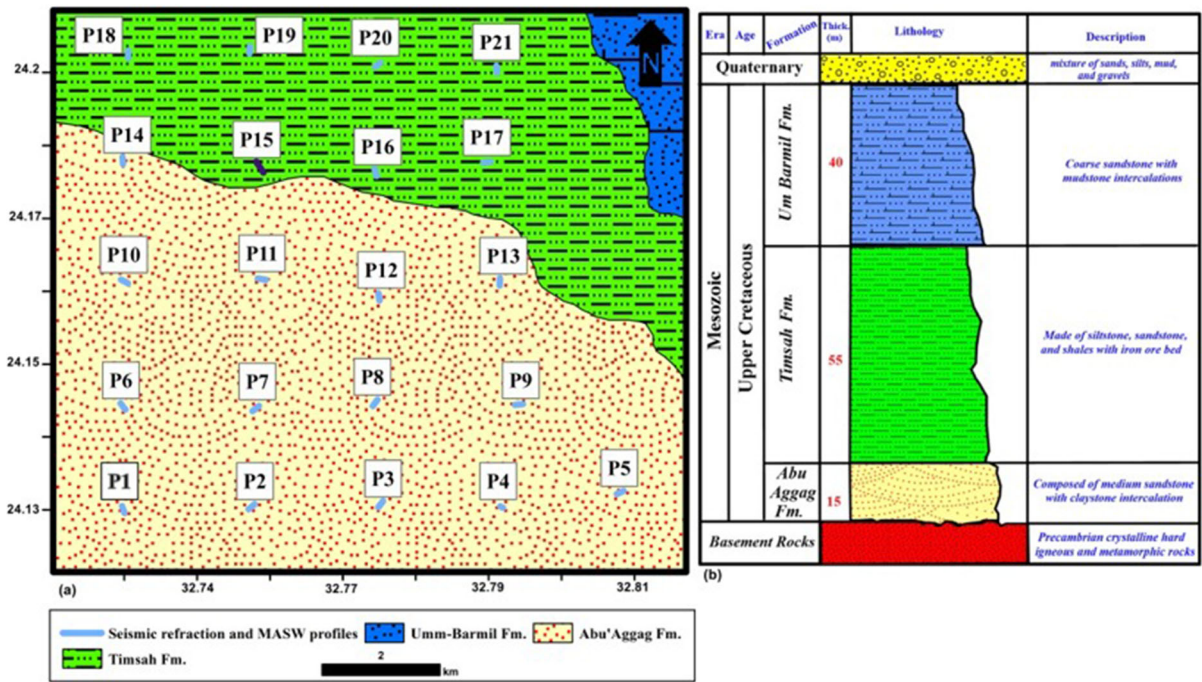 P18
P19
P20
P21
N
24.2
P14
P15
P16
P17
24.17
P10
P11
P12
P13
24.15
P6
P7
P8
P9
P1
P2
P3
P4
P5
24.13
(a)
32.74
32.77
32.79
32.81
Seismic refraction and MASW profiles
Umm-Barmil Fm.
Abu'Aggag Fm.
Timsah Fm.
2
km
Era
Age
Formation
Thick.
(m)
Lithology
Description
Quaternary
mixture of sands, silts, mud,
and gravels
Mesozoic
Upper Cretaceous
Um Barmil Fm.
40
Coarse sandstone with
mudstone intercalations
Timsah Fm.
55
Made of siltstone, sandstone,
and shales with iron ore bed
Abu
Aggag
Fm.
15
Composed of medium sandstone
with claystone intercalation
Basement Rocks
Precambrian crystalline hard
igneous and metamorphic rocks
(b)